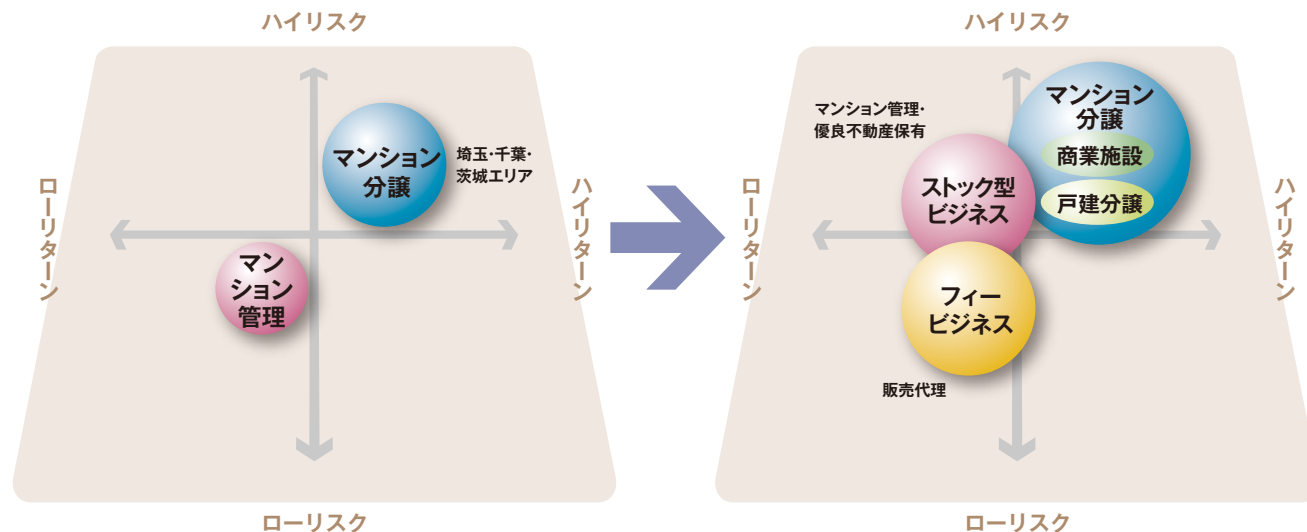 ハイリスク
ローリターン
マンション
分譲
埼玉・千葉・
茨城エリア
ハイリターン
マン
ション
管理
ローリスク
ハイリスク
ローリターン
マンション管理・
優良不動産保有
マンション
分譲
商業施設
戸建分譲
ストック型
ビジネス
ハイリターン
フィー
ビジネス
販売代理
ローリスク